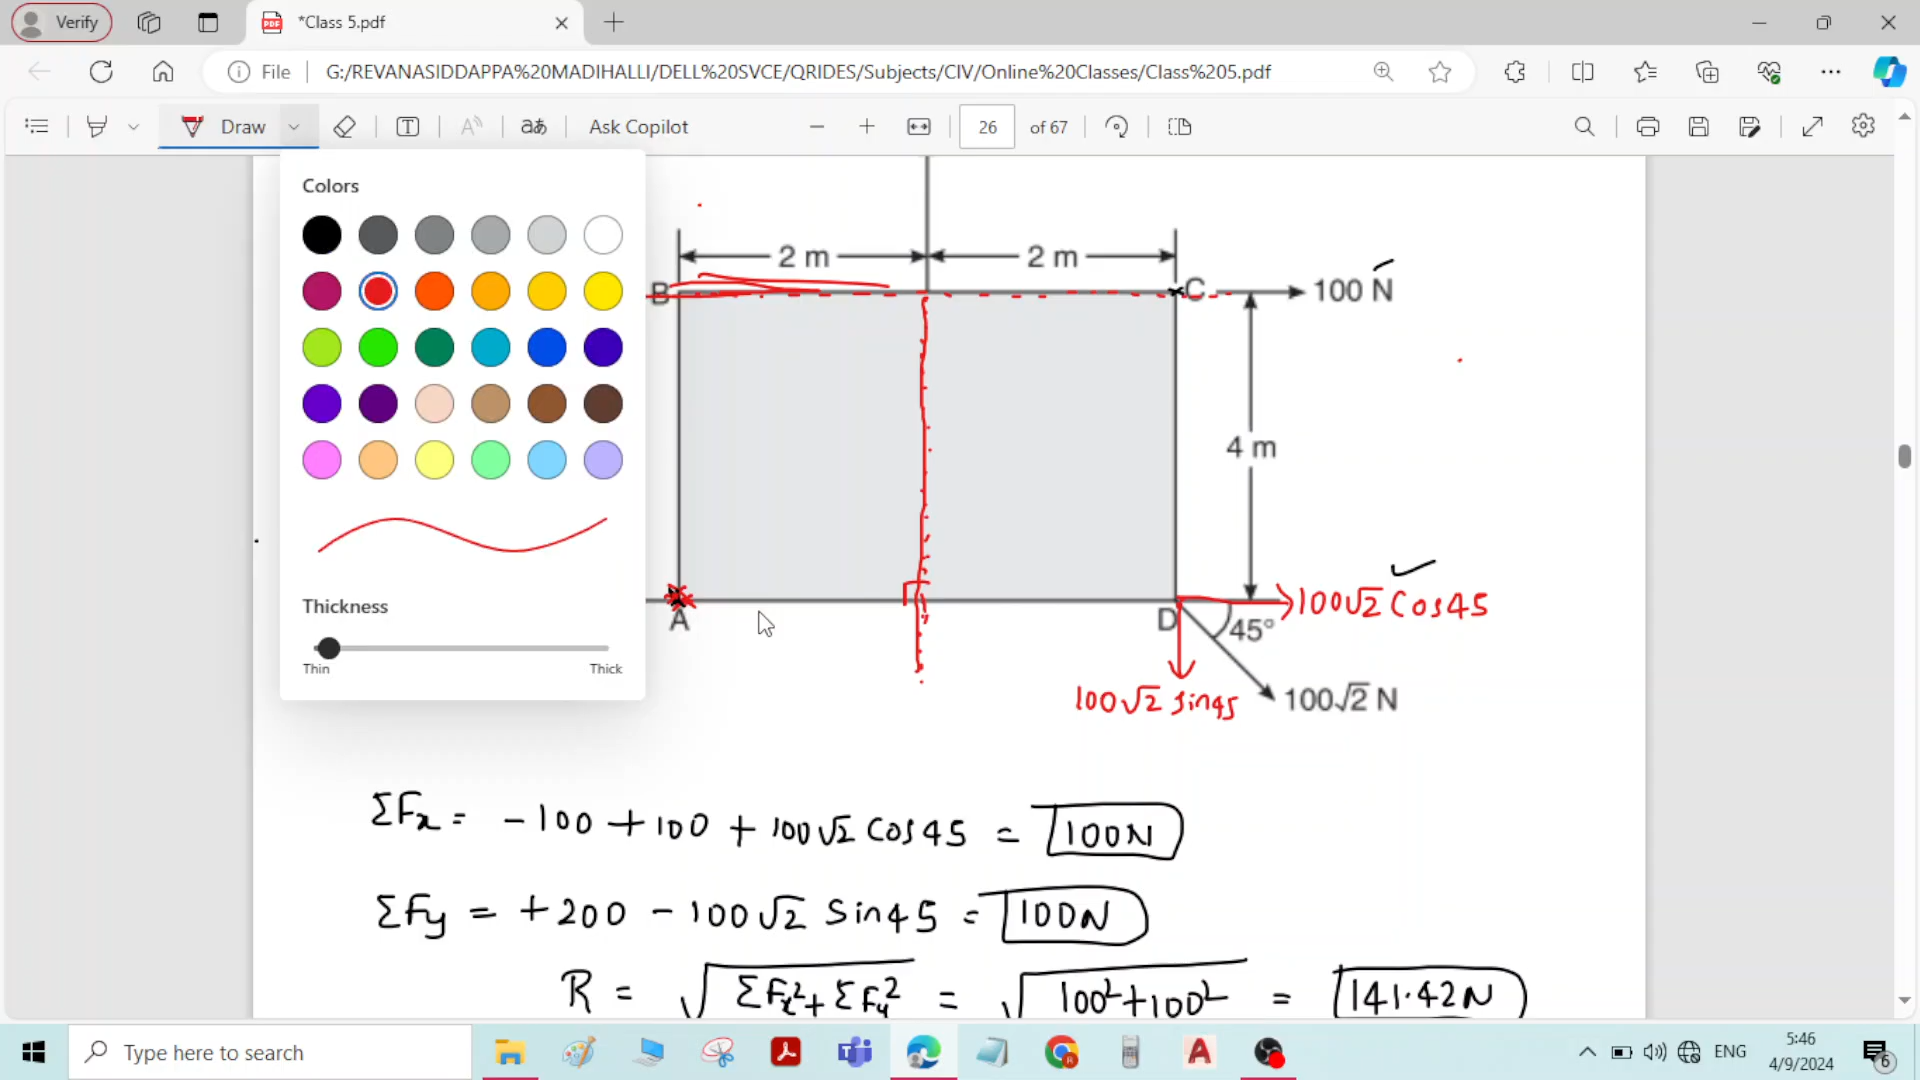 Verify
*Class 5.pdf
File
G:/REVANASIDDAPPA%20MADIHALLI/DELL%20SVCE/QRIDES/Subjects/CIV/Online%20Classes/Class%205.pdf
Draw
Ask Copilot
26 of 67
Colors
Thickness
Thin
Thick
2 m
2 m
B
C
100 N
4 m
A
D
45°
100√2 Cos45
100√2 sin45
100√2 N
ΣFx = -100 +100 + 100√2 Cos45 = 100N
ΣFy = +200 - 100√2 Sin45 = 100N
R = √ΣFx²+ΣFy² = √100²+100² = 141.42N
Type here to search
ENG
5:46
4/9/2024
6